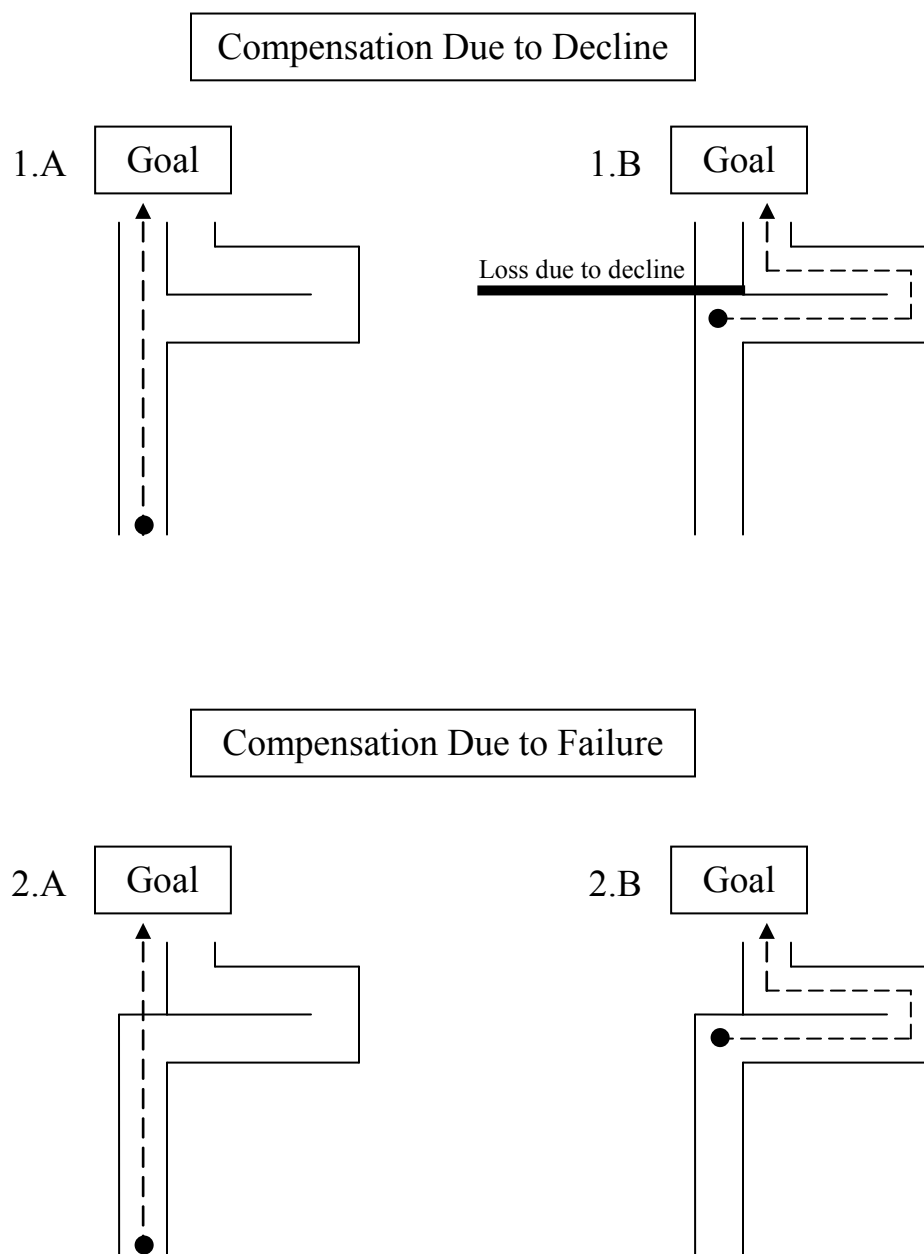 Compensation Due to Decline
1.A
Goal
1.B
Goal
Loss due to decline
Compensation Due to Failure
2.A
Goal
2.B
Goal